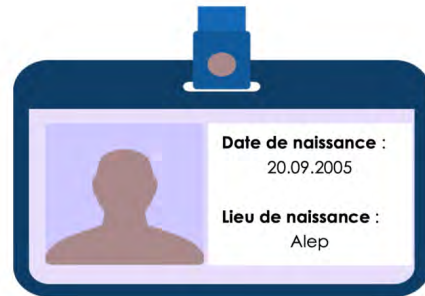 Date de naissance :
20.09.2005
Lieu de naissance :
Alep